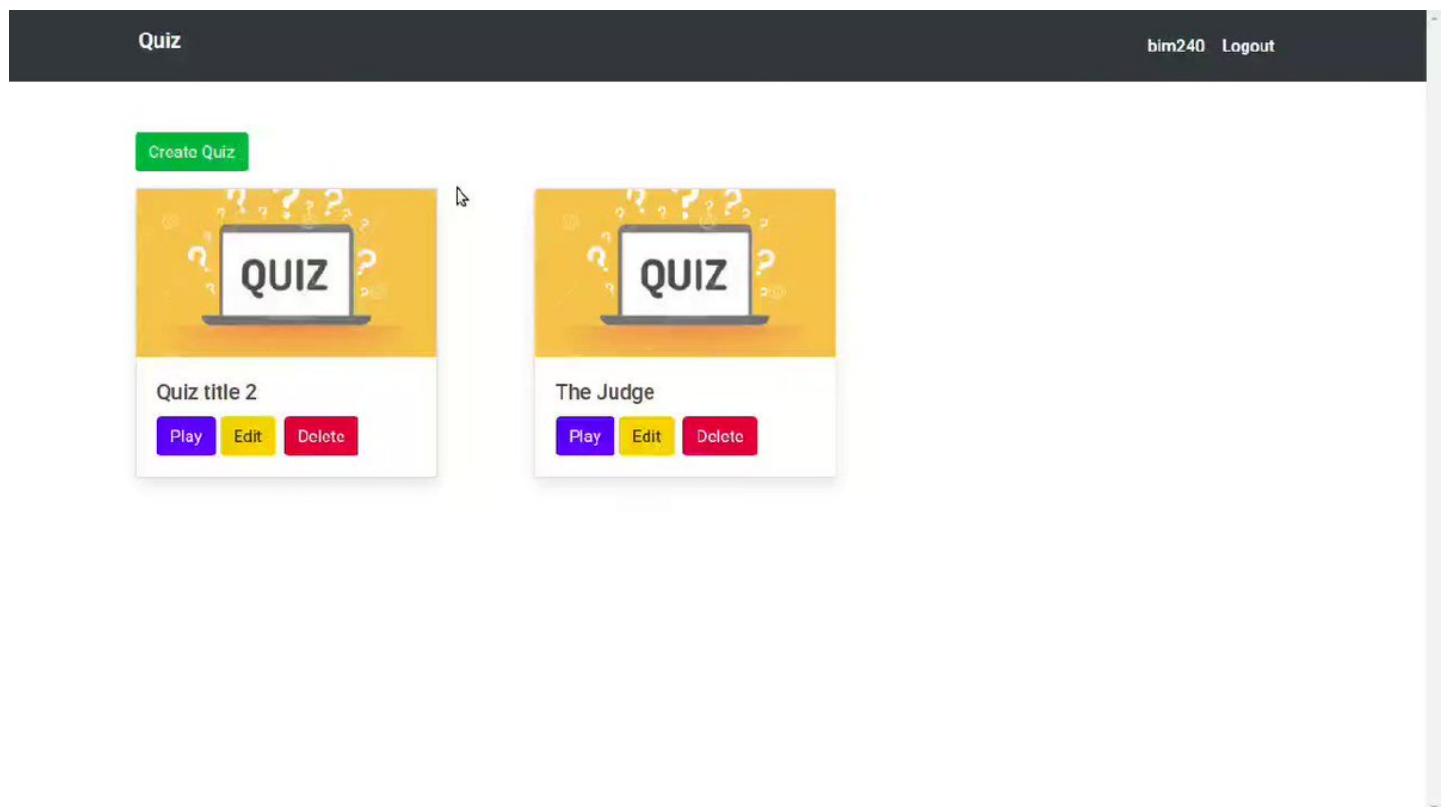 Quiz
bim240 Logout
Create Quiz
QUIZ
QUIZ
Quiz title 2
The Judge
Play Edit Delete
Play Edit Delete